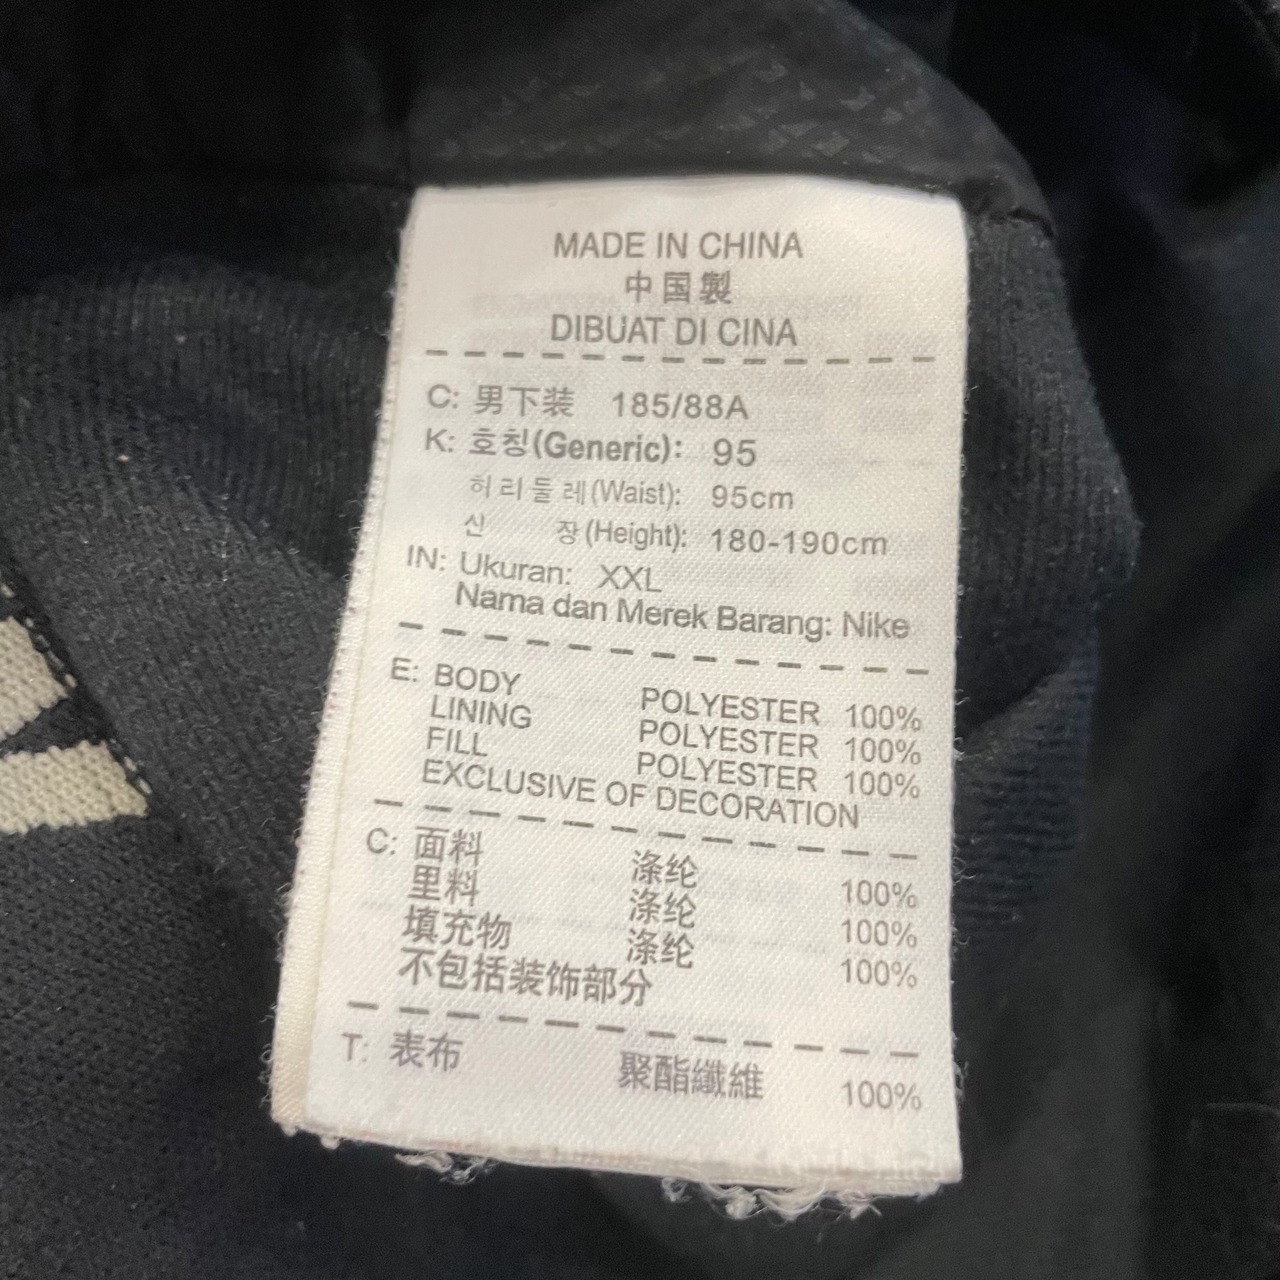 MADE IN CHINA
中国製
DIBUAT DI CINA
C: 男下装 185/88A
K: 호칭(Generic): 95
허리둘레(Waist): 95cm
신 장(Height): 180-190cm
IN: Ukuran: XXL
Nama dan Merek Barang: Nike
E: BODY POLYESTER 100%
LINING POLYESTER 100%
FILL POLYESTER 100%
EXCLUSIVE OF DECORATION
C: 面料 涤纶 100%
里料 涤纶 100%
填充物 涤纶 100%
不包括装饰部分
T: 表布 聚酯纖維 100%